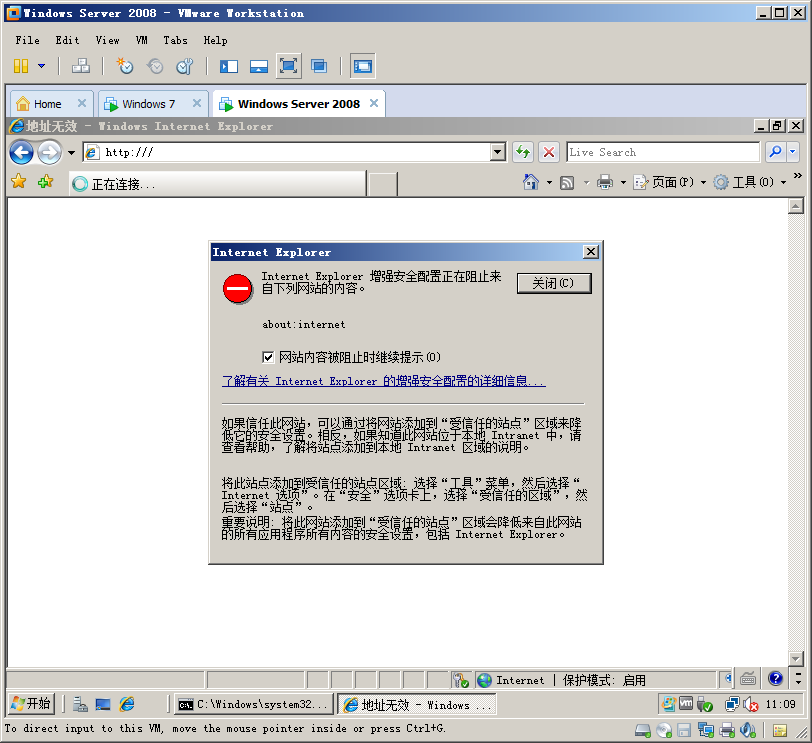 Windows Server 2008 - VMware Workstation
File Edit View VM Tabs Help
Home Windows 7 Windows Server 2008
地址无效 - Windows Internet Explorer
http:/// Live Search
正在连接... 页面(P) 工具(O)
Internet Explorer
Internet Explorer 增强安全配置正在阻止来
自下列网站的内容。
关闭(C)
about:internet
网站内容被阻止时继续提示(O)
了解有关 Internet Explorer 的增强安全配置的详细信息...
如果信任此网站，可以通过将网站添加到“受信任的站点”区域来降
低它的安全设置。相反，如果知道此网站位于本地 Intranet 中，请
查看帮助，了解将站点添加到本地 Intranet 区域的说明。
将此站点添加到受信任的站点区域: 选择“工具”菜单，然后选择“
Internet 选项”。在“安全”选项卡上，选择“受信任的区域”，然
后选择“站点”。
重要说明: 将此网站添加到“受信任的站点”区域会降低来自此网站
的所有应用程序所有内容的安全设置，包括 Internet Explorer。
Internet | 保护模式: 启用
开始 C:\Windows\system32... 地址无效 - Windows ... 11:09
To direct input to this VM, move the mouse pointer inside or press Ctrl+G.